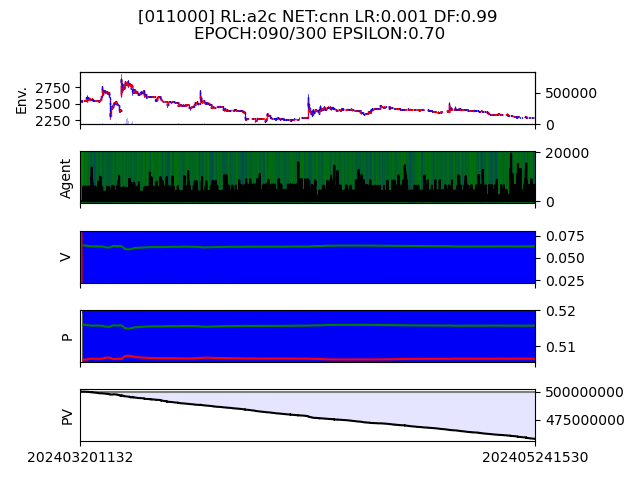 [011000] RL:a2c NET:cnn LR:0.001 DF:0.99
EPOCH:090/300 EPSILON:0.70
Env.
2750
2500
2250
500000
0
Agent
20000
0
V
0.075
0.050
0.025
P
0.52
0.51
PV
500000000
475000000
202403201132
202405241530